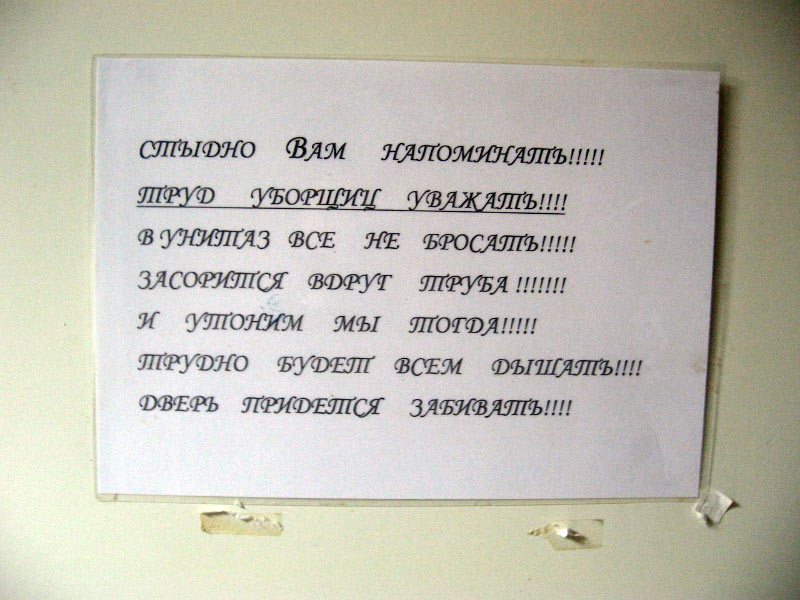 СТЫДНО ВАМ НАПОМИНАТЬ!!!!!
ТРУД УБОРЩИЦ УВАЖАТЬ!!!!
В УНИТАЗ ВСЕ НЕ БРОСАТЬ!!!!!
ЗАСОРИТСЯ ВДРУГ ТРУБА !!!!!!!
И УТОНИМ МЫ ТОГДА!!!!!
ТРУДНО БУДЕТ ВСЕМ ДЫШАТЬ!!!!
ДВЕРЬ ПРИДЕТСЯ ЗАБИВАТЬ!!!!